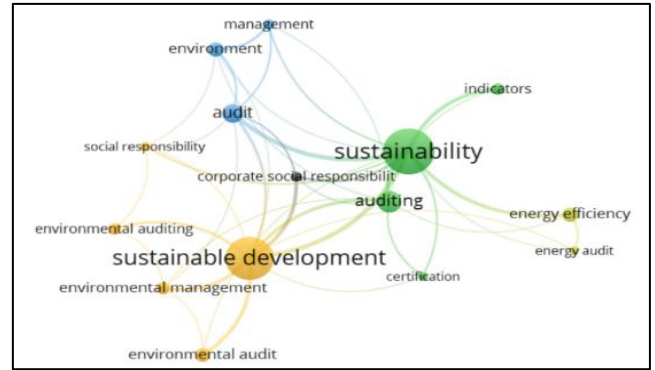 management
environment
indicators
audit
social responsibility
sustainability
corporate social responsibilit
auditing
energy efficiency
environmental auditing
energy audit
sustainable development
certification
environmental management
environmental audit